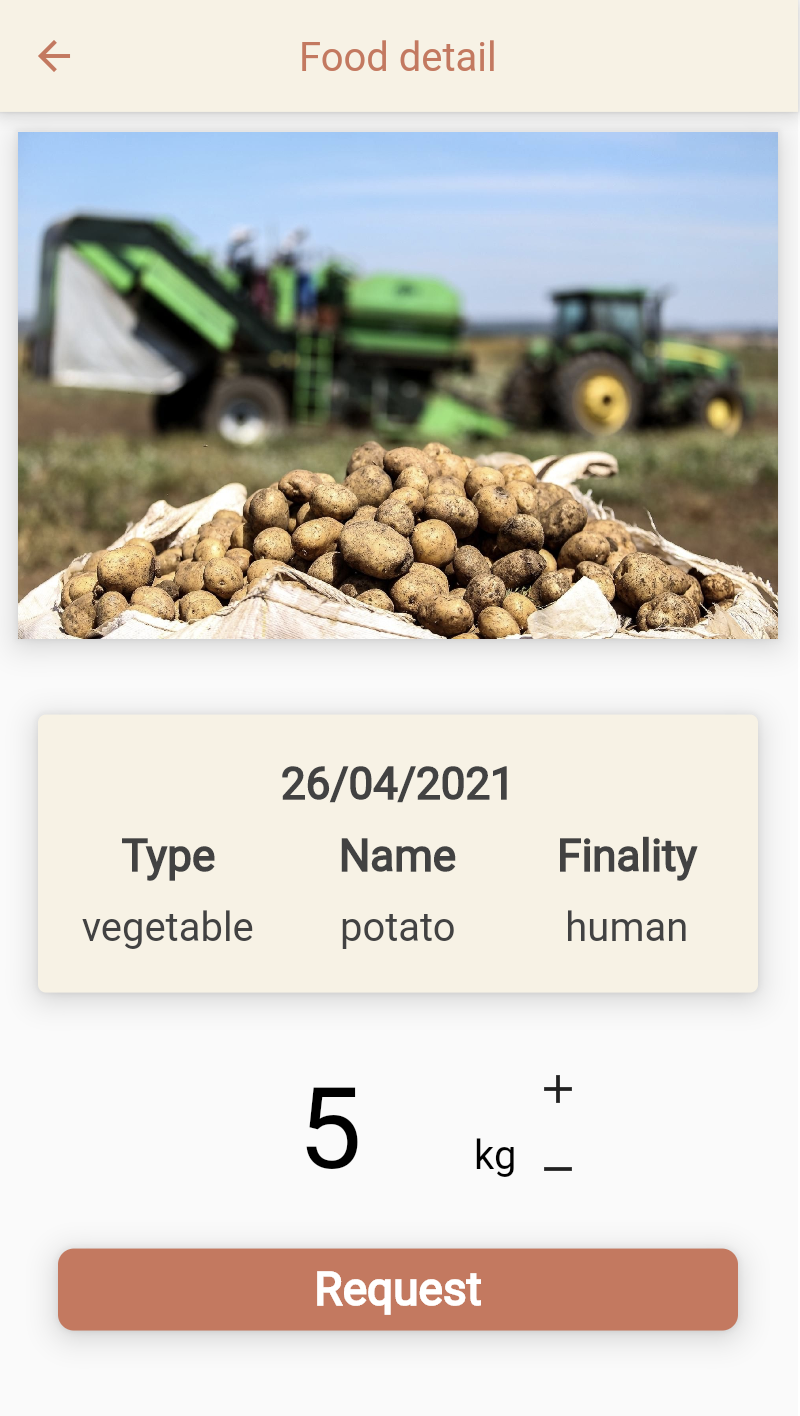 Food detail
26/04/2021
Type Name Finality
vegetable potato human
5 kg
Request